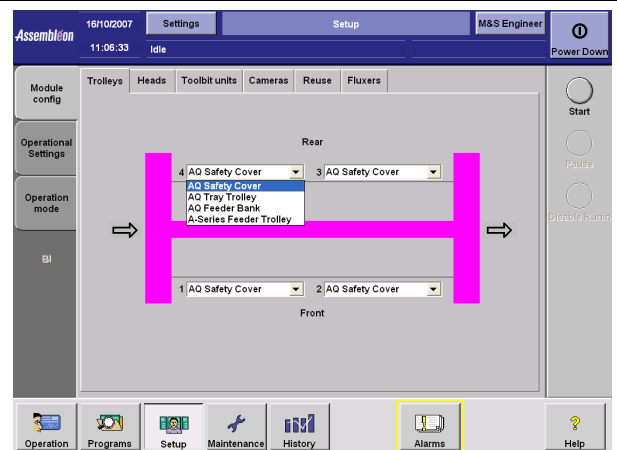 Assembléon
16/10/2007
Settings
Setup
M&S Engineer
Power Down
11:06:33
Idle
Module config
Operational Settings
Operation mode
BI
Trolleys
Heads
Toolbit units
Cameras
Reuse
Fluxers
Rear
4 AQ Safety Cover
3 AQ Safety Cover
AQ Safety Cover
AQ Tray Trolley
AQ Feeder Bank
A-Series Feeder Trolley
1 AQ Safety Cover
2 AQ Safety Cover
Front
Start
Pause
Disable Runin
Operation
Programs
Setup
Maintenance
History
Alarms
Help